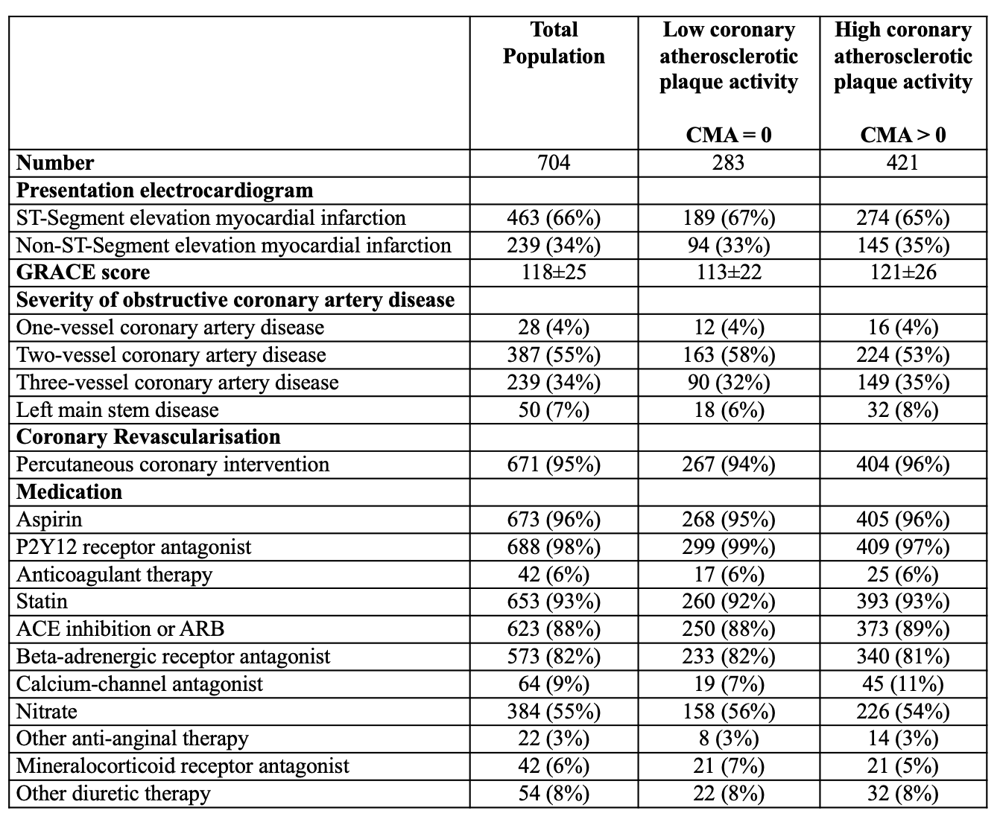 Total Population Low coronary atherosclerotic plaque activity CMA = 0 High coronary atherosclerotic plaque activity CMA > 0
Number 704 283 421
Presentation electrocardiogram
ST-Segment elevation myocardial infarction 463 (66%) 189 (67%) 274 (65%)
Non-ST-Segment elevation myocardial infarction 239 (34%) 94 (33%) 145 (35%)
GRACE score 118±25 113±22 121±26
Severity of obstructive coronary artery disease
One-vessel coronary artery disease 28 (4%) 12 (4%) 16 (4%)
Two-vessel coronary artery disease 387 (55%) 163 (58%) 224 (53%)
Three-vessel coronary artery disease 239 (34%) 90 (32%) 149 (35%)
Left main stem disease 50 (7%) 18 (6%) 32 (8%)
Coronary Revascularisation
Percutaneous coronary intervention 671 (95%) 267 (94%) 404 (96%)
Medication
Aspirin 673 (96%) 268 (95%) 405 (96%)
P2Y12 receptor antagonist 688 (98%) 299 (99%) 409 (97%)
Anticoagulant therapy 42 (6%) 17 (6%) 25 (6%)
Statin 653 (93%) 260 (92%) 393 (93%)
ACE inhibition or ARB 623 (88%) 250 (88%) 373 (89%)
Beta-adrenergic receptor antagonist 573 (82%) 233 (82%) 340 (81%)
Calcium-channel antagonist 64 (9%) 19 (7%) 45 (11%)
Nitrate 384 (55%) 158 (56%) 226 (54%)
Other anti-anginal therapy 22 (3%) 8 (3%) 14 (3%)
Mineralocorticoid receptor antagonist 42 (6%) 21 (7%) 21 (5%)
Other diuretic therapy 54 (8%) 22 (8%) 32 (8%)